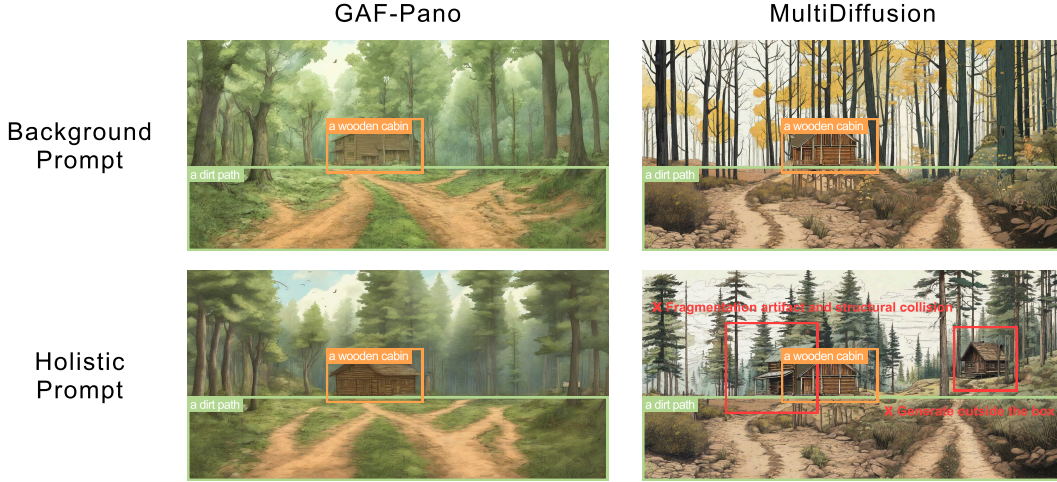 GAF-Pano
MultiDiffusion
Background
Prompt
a wooden cabin
a dirt path
a wooden cabin
a dirt path
Holistic
Prompt
a wooden cabin
a dirt path
X Fragmentation artifact and structural collision
a wooden cabin
a dirt path
X Generate outside the box